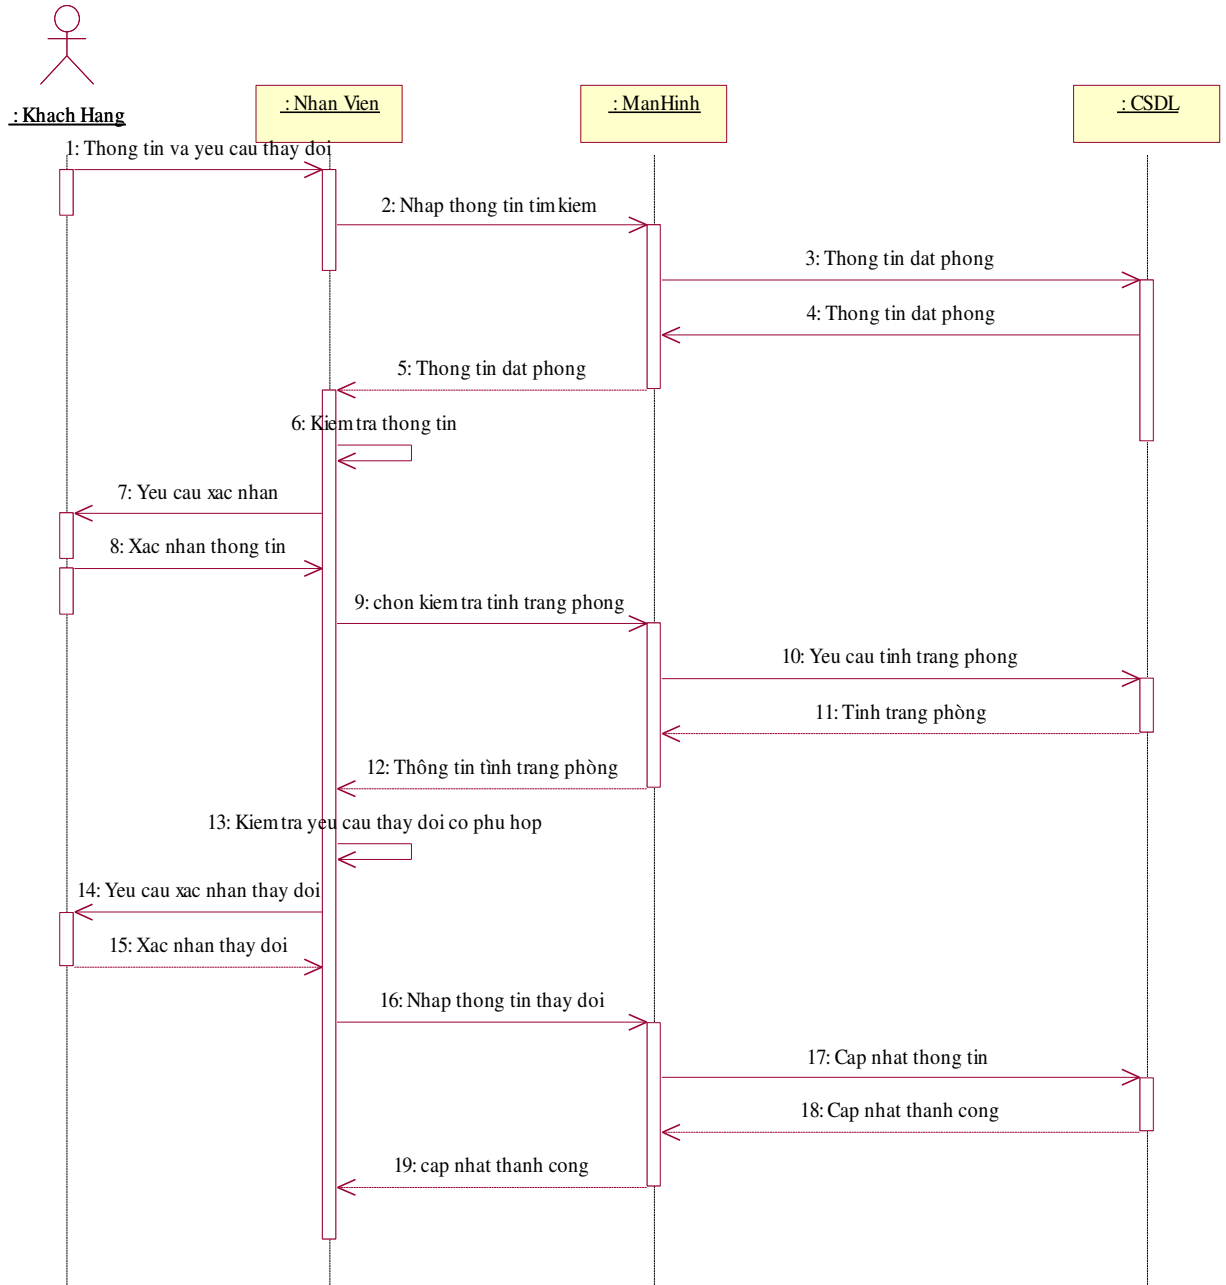 : Khach Hang
: Nhan Vien
: ManHinh
: CSDL
1: Thong tin va yeu cau thay doi
2: Nhap thong tin tim kiem
3: Thong tin dat phong
4: Thong tin dat phong
5: Thong tin dat phong
6: Kiem tra thong tin
7: Yeu cau xac nhan
8: Xac nhan thong tin
9: chon kiem tra tinh trang phong
10: Yeu cau tinh trang phong
11: Tinh trang phòng
12: Thông tin tình trang phòng
13: Kiem tra yeu cau thay doi co phu hop
14: Yeu cau xac nhan thay doi
15: Xac nhan thay doi
16: Nhap thong tin thay doi
17: Cap nhat thong tin
18: Cap nhat thanh cong
19: cap nhat thanh cong